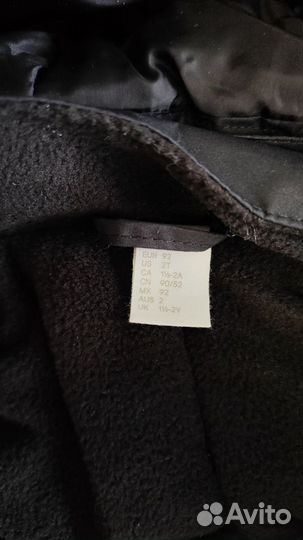 EUR 92
US 2T
CA 1½-2A
CN 90/52
MX 92
AUS 2
UK 1½-2Y
Avito